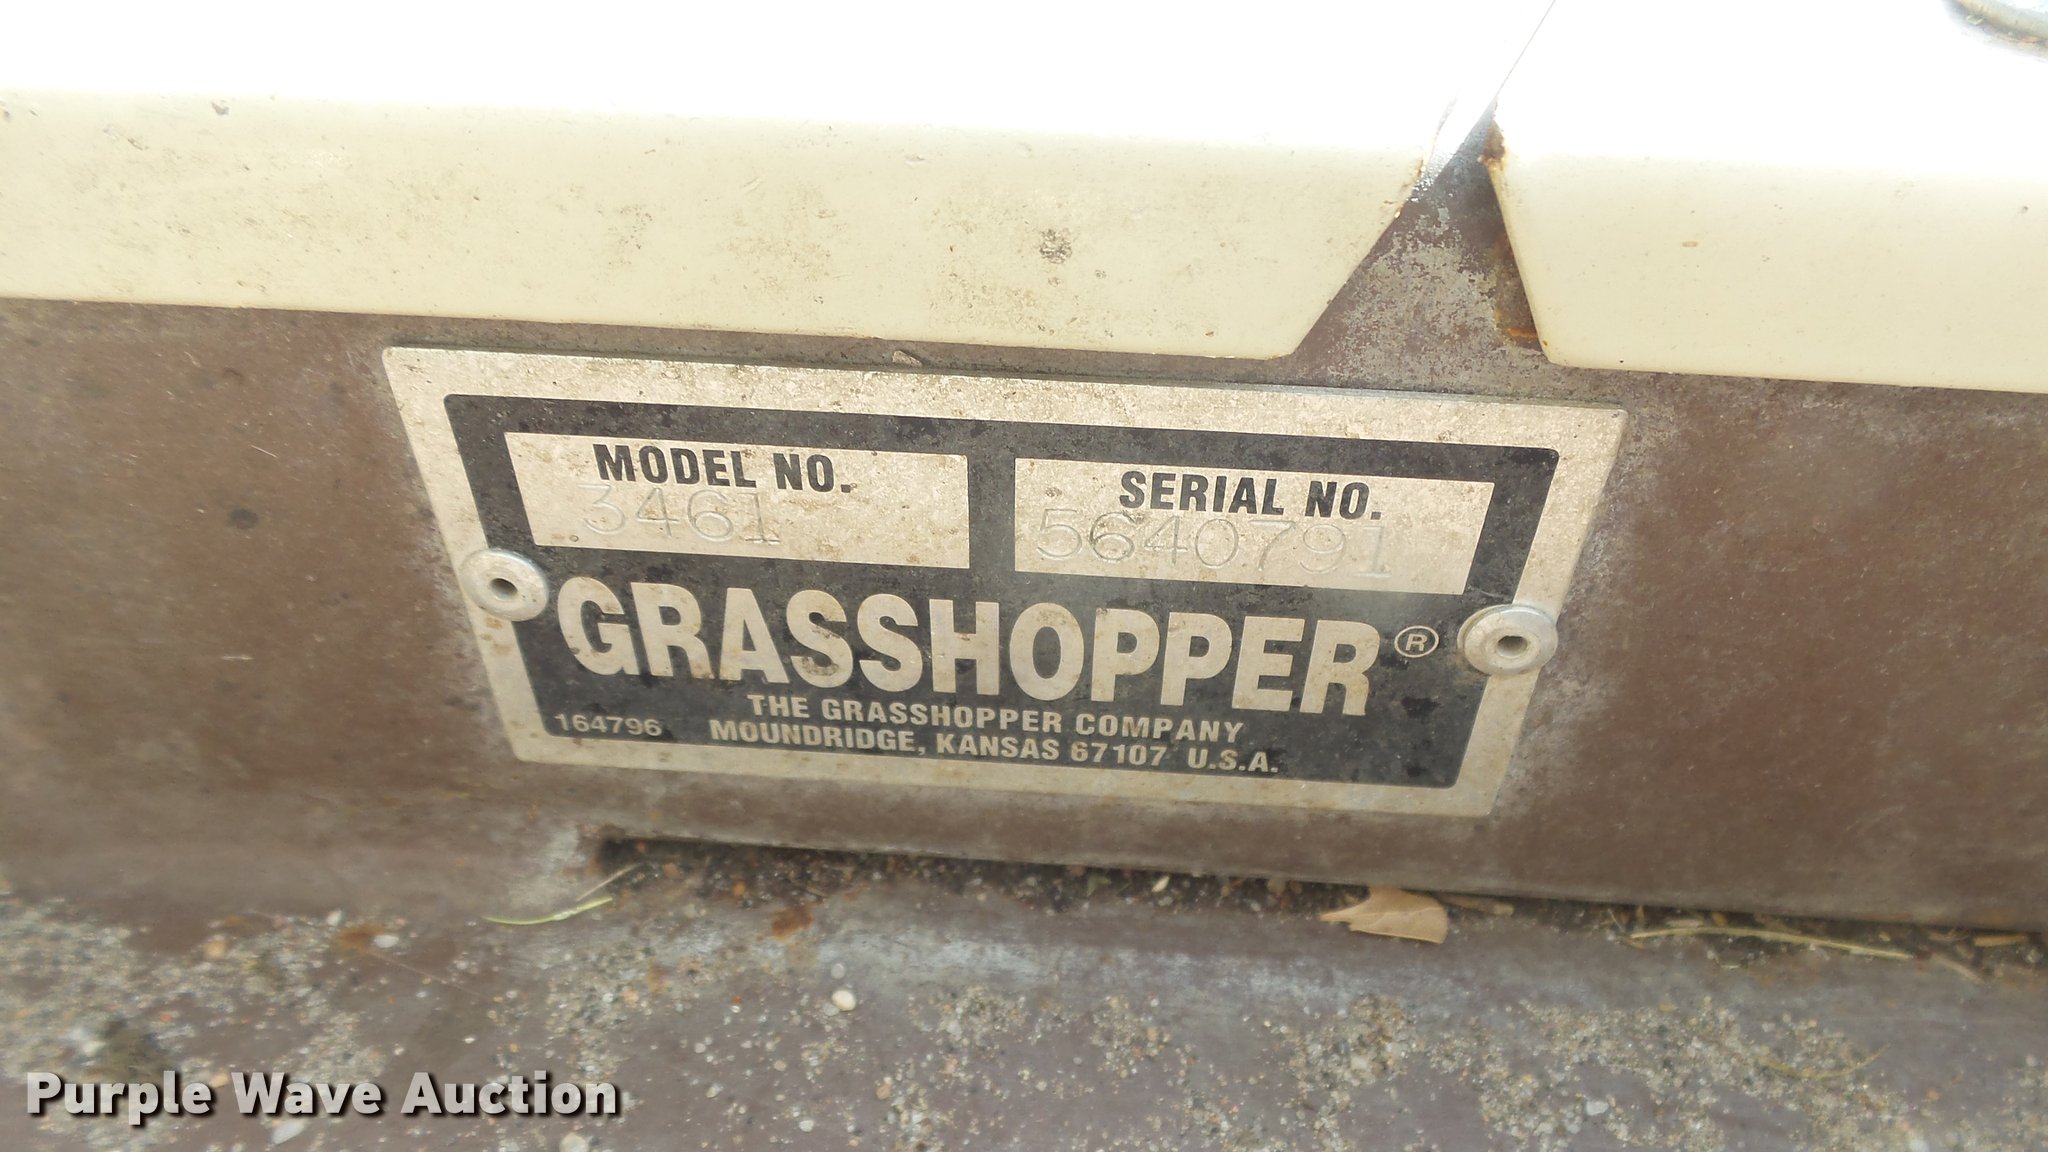 MODEL NO.
3461
SERIAL NO.
5640791
GRASSHOPPER®
THE GRASSHOPPER COMPANY
164796 MOUNDRIDGE, KANSAS 67107 U.S.A.
Purple Wave Auction